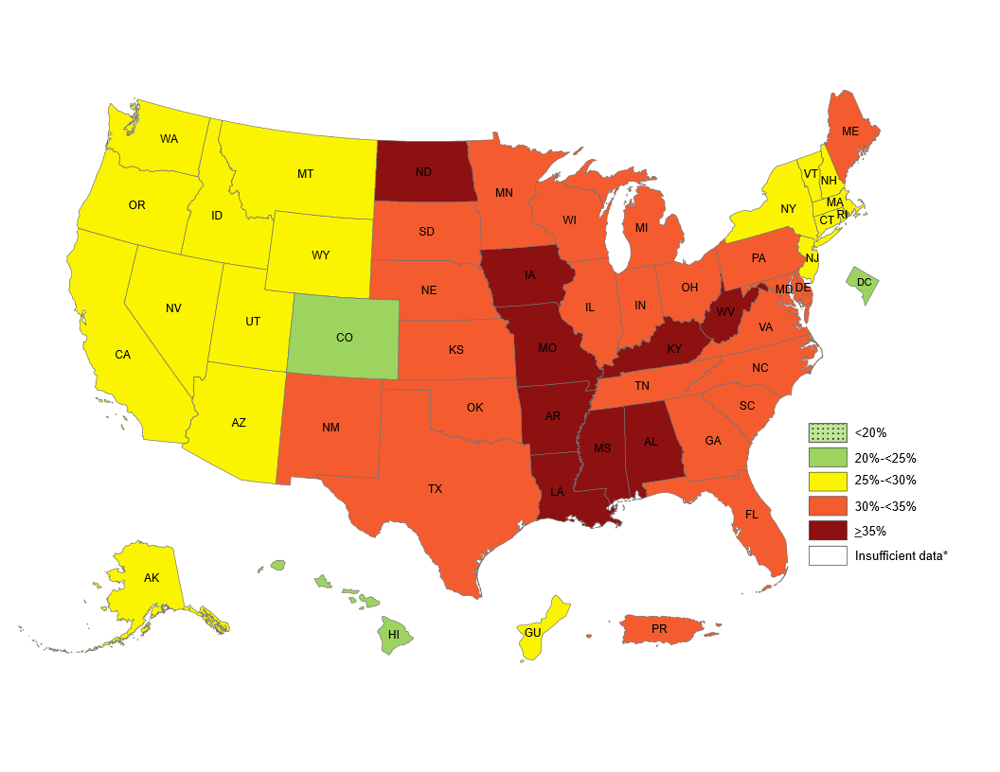 ME
WA
ND
MT
VT
NH
MN
OR
MA
NY
RI
ID
WI
CT
MI
SD
WY
PA
NJ
IA
DC
OH
DE
MD
NE
IL
IN
NV
WV
UT
VA
CO
MO
KS
KY
CA
NC
TN
SC
OK
AR
AZ
NM
GA
AL
MS
<20%
20%-<25%
25%-<30%
TX
LA
30%-<35%
FL
≥35%
Insufficient data*
AK
PR
GU
HI